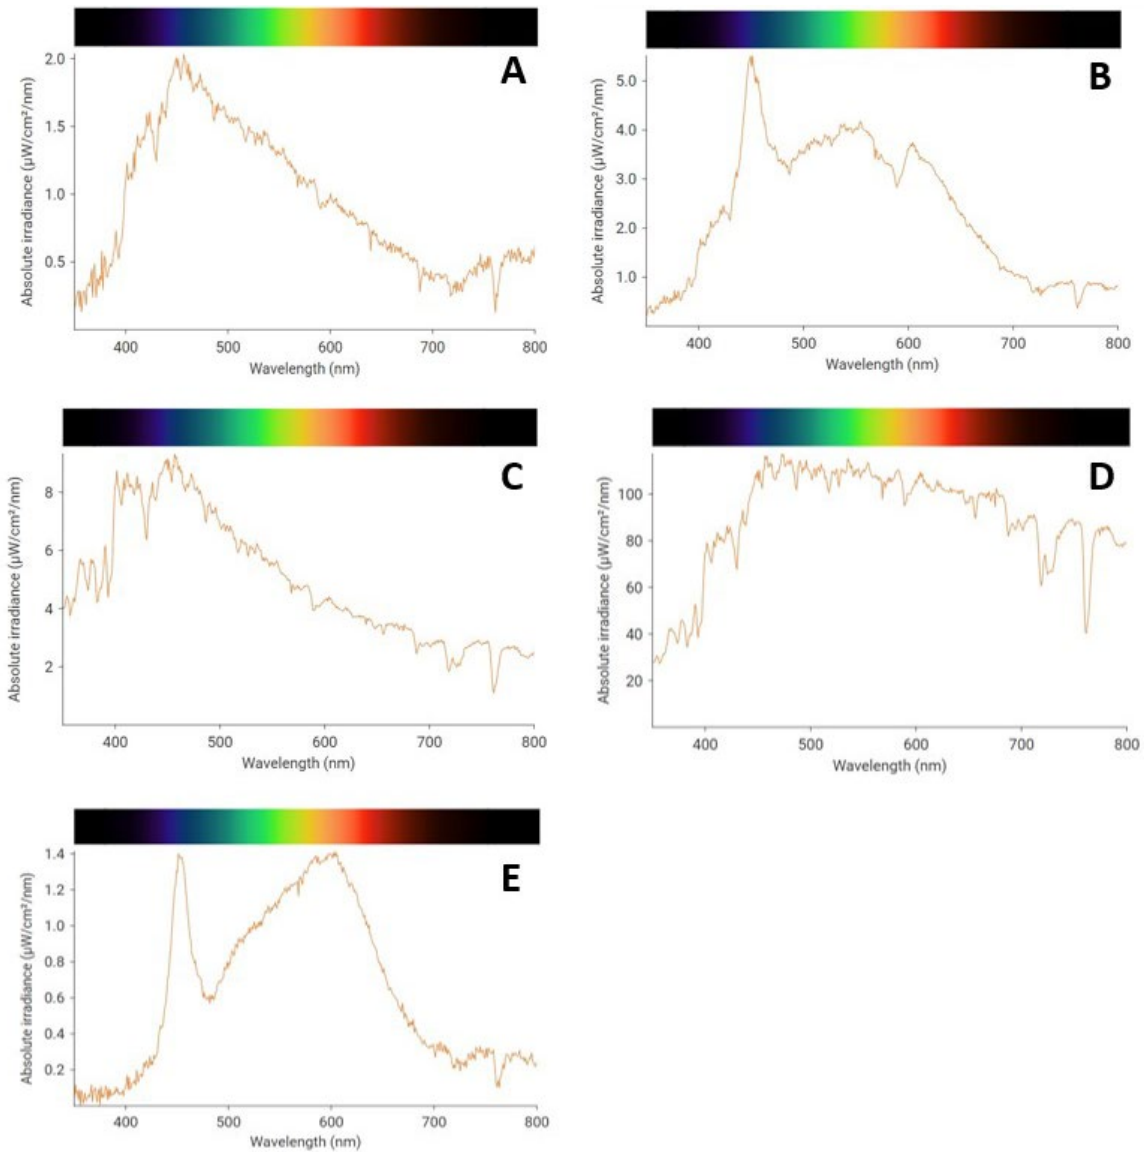 A
Absolute irradiance (µW/cm²/nm)
2.0
1.5
1.0
0.5
400 500 600 700 800
Wavelength (nm)
B
Absolute irradiance (µW/cm²/nm)
5.0
4.0
3.0
2.0
1.0
400 500 600 700 800
Wavelength (nm)
C
Absolute irradiance (µW/cm²/nm)
8
6
4
2
400 500 600 700 800
Wavelength (nm)
D
Absolute irradiance (µW/cm²/nm)
100
80
60
40
20
400 500 600 700 800
Wavelength (nm)
E
Absolute irradiance (µW/cm²/nm)
1.4
1.2
1.0
0.8
0.6
0.4
0.2
400 500 600 700 800
Wavelength (nm)